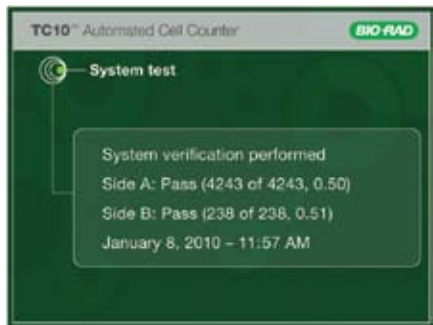 TC10™ Automated Cell Counter
BIO-RAD
System test
System verification performed
Side A: Pass (4243 of 4243, 0.50)
Side B: Pass (238 of 238, 0.51)
January 8, 2010 – 11:57 AM